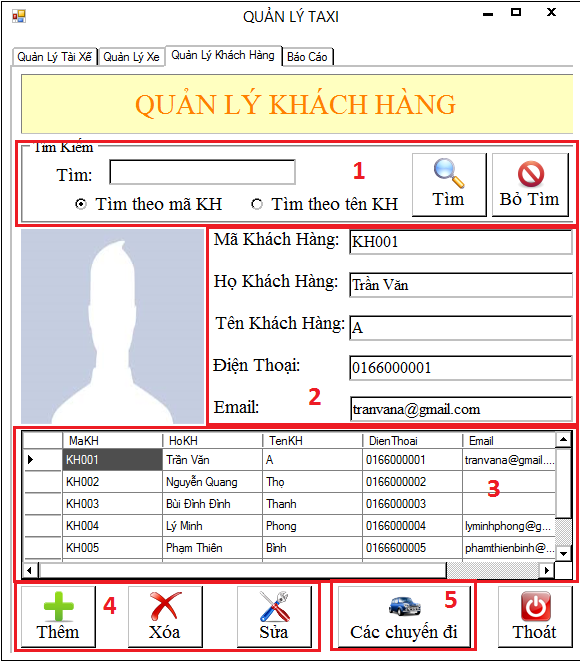 QUẢN LÝ TAXI
Quản Lý Tài Xế Quản Lý Xe Quản Lý Khách Hàng Báo Cáo
QUẢN LÝ KHÁCH HÀNG
Tìm Kiếm
Tìm: 1
Tìm theo mã KH Tìm theo tên KH Tìm Bỏ Tìm
Mã Khách Hàng: KH001
Họ Khách Hàng: Trần Văn
Tên Khách Hàng: A
Điện Thoại: 0166000001
Email: 2 tranvana@gmail.com
MaKH HoKH TenKH DienThoai Email
KH001 Trần Văn A 0166000001 tranvana@gmail....
KH002 Nguyễn Quang Thọ 0166000002 3
KH003 Bùi Đình Đình Thanh 0166000003
KH004 Lý Minh Phong 0166000004 lyminhphong@g...
KH005 Phạm Thiên Bình 0166000005 phamthienbinh@...
4 5
Thêm Xóa Sửa Các chuyến đi Thoát